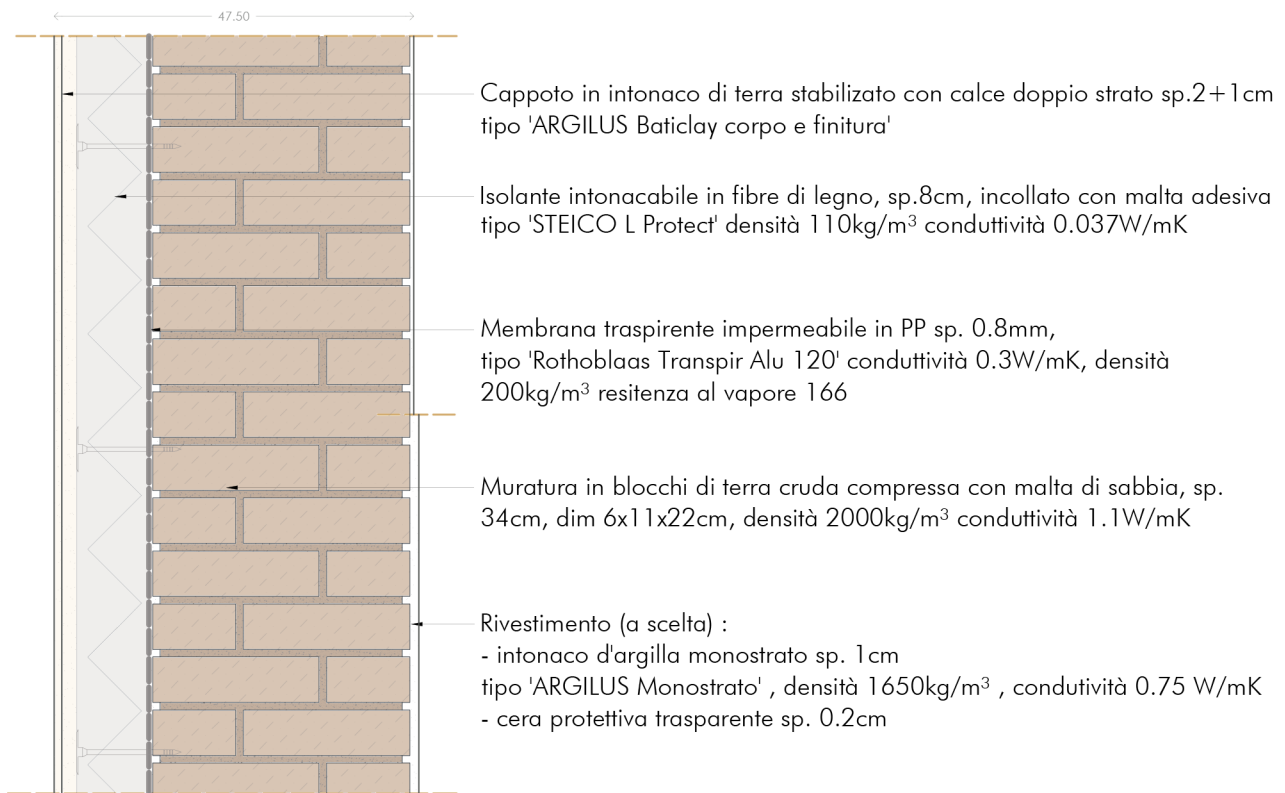 47.50
Cappoto in intonaco di terra stabilizato con calce doppio strato sp.2+1cm
tipo 'ARGILUS Baticlay corpo e finitura'
Isolante intonacabile in fibre di legno, sp.8cm, incollato con malta adesiva
tipo 'STEICO L Protect' densità 110kg/m³ conduttività 0.037W/mK
Membrana traspirente impermeabile in PP sp. 0.8mm,
tipo 'Rothoblaas Transpir Alu 120' conduttività 0.3W/mK, densità
200kg/m³ resitenza al vapore 166
Muratura in blocchi di terra cruda compressa con malta di sabbia, sp.
34cm, dim 6x11x22cm, densità 2000kg/m³ conduttività 1.1W/mK
Rivestimento (a scelta) :
- intonaco d'argilla monostrato sp. 1cm
tipo 'ARGILUS Monostrato' , densità 1650kg/m³ , condutività 0.75 W/mK
- cera protettiva trasparente sp. 0.2cm